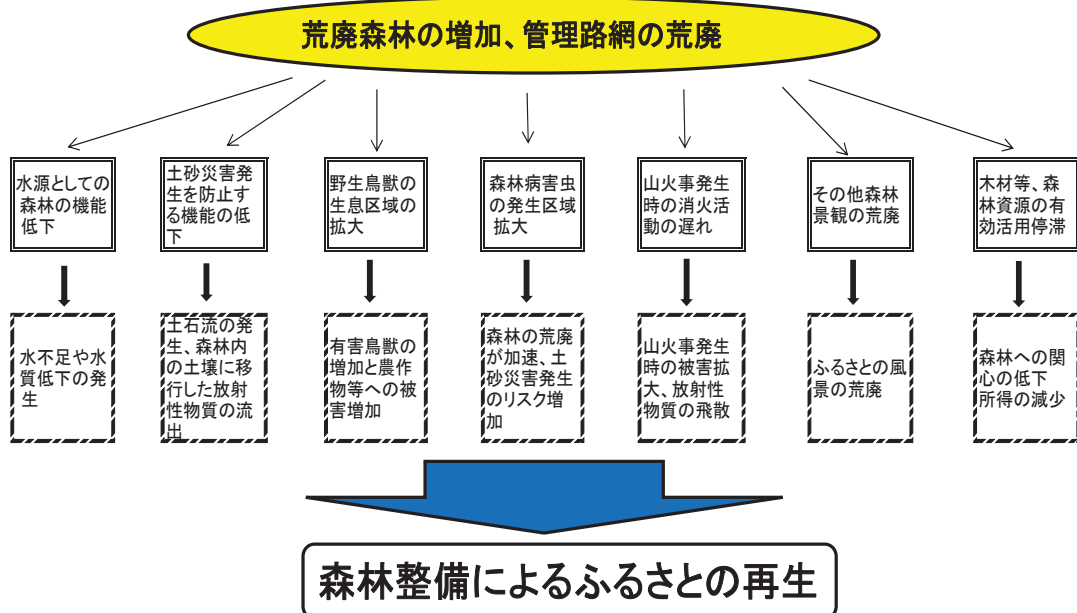 荒廃森林の増加、管理路網の荒廃
水源としての
森林の機能
低下
土砂災害発
生を防止す
る機能の低
下
野生鳥獣の
生息区域の
拡大
森林病害虫
の発生区域
拡大
山火事発生
時の消火活
動の遅れ
その他森林
景観の荒廃
木材等、森
林資源の有
効活用停滞
水不足や水
質低下の発
生
土石流の発
生、森林内
の土壌に移
行した放射
性物質の流
出
有害鳥獣の
増加と農作
物等への被
害増加
森林の荒廃
が加速、土
砂災害発生
のリスク増
加
山火事発生
時の被害拡
大、放射性
物質の飛散
ふるさとの風
景の荒廃
森林への関
心の低下
所得の減少
森林整備によるふるさとの再生